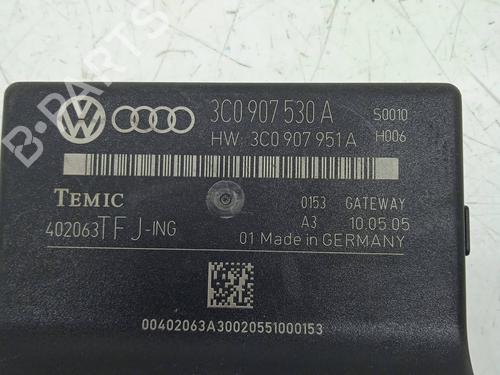 3C0 907 530 A S0010
HW: 3C0 907 951 A H006
TEMIC 0153 GATEWAY
402063TFJ-ING A3 10.05.05
01 Made in GERMANY
00402063A30020551000153
B-PARTS